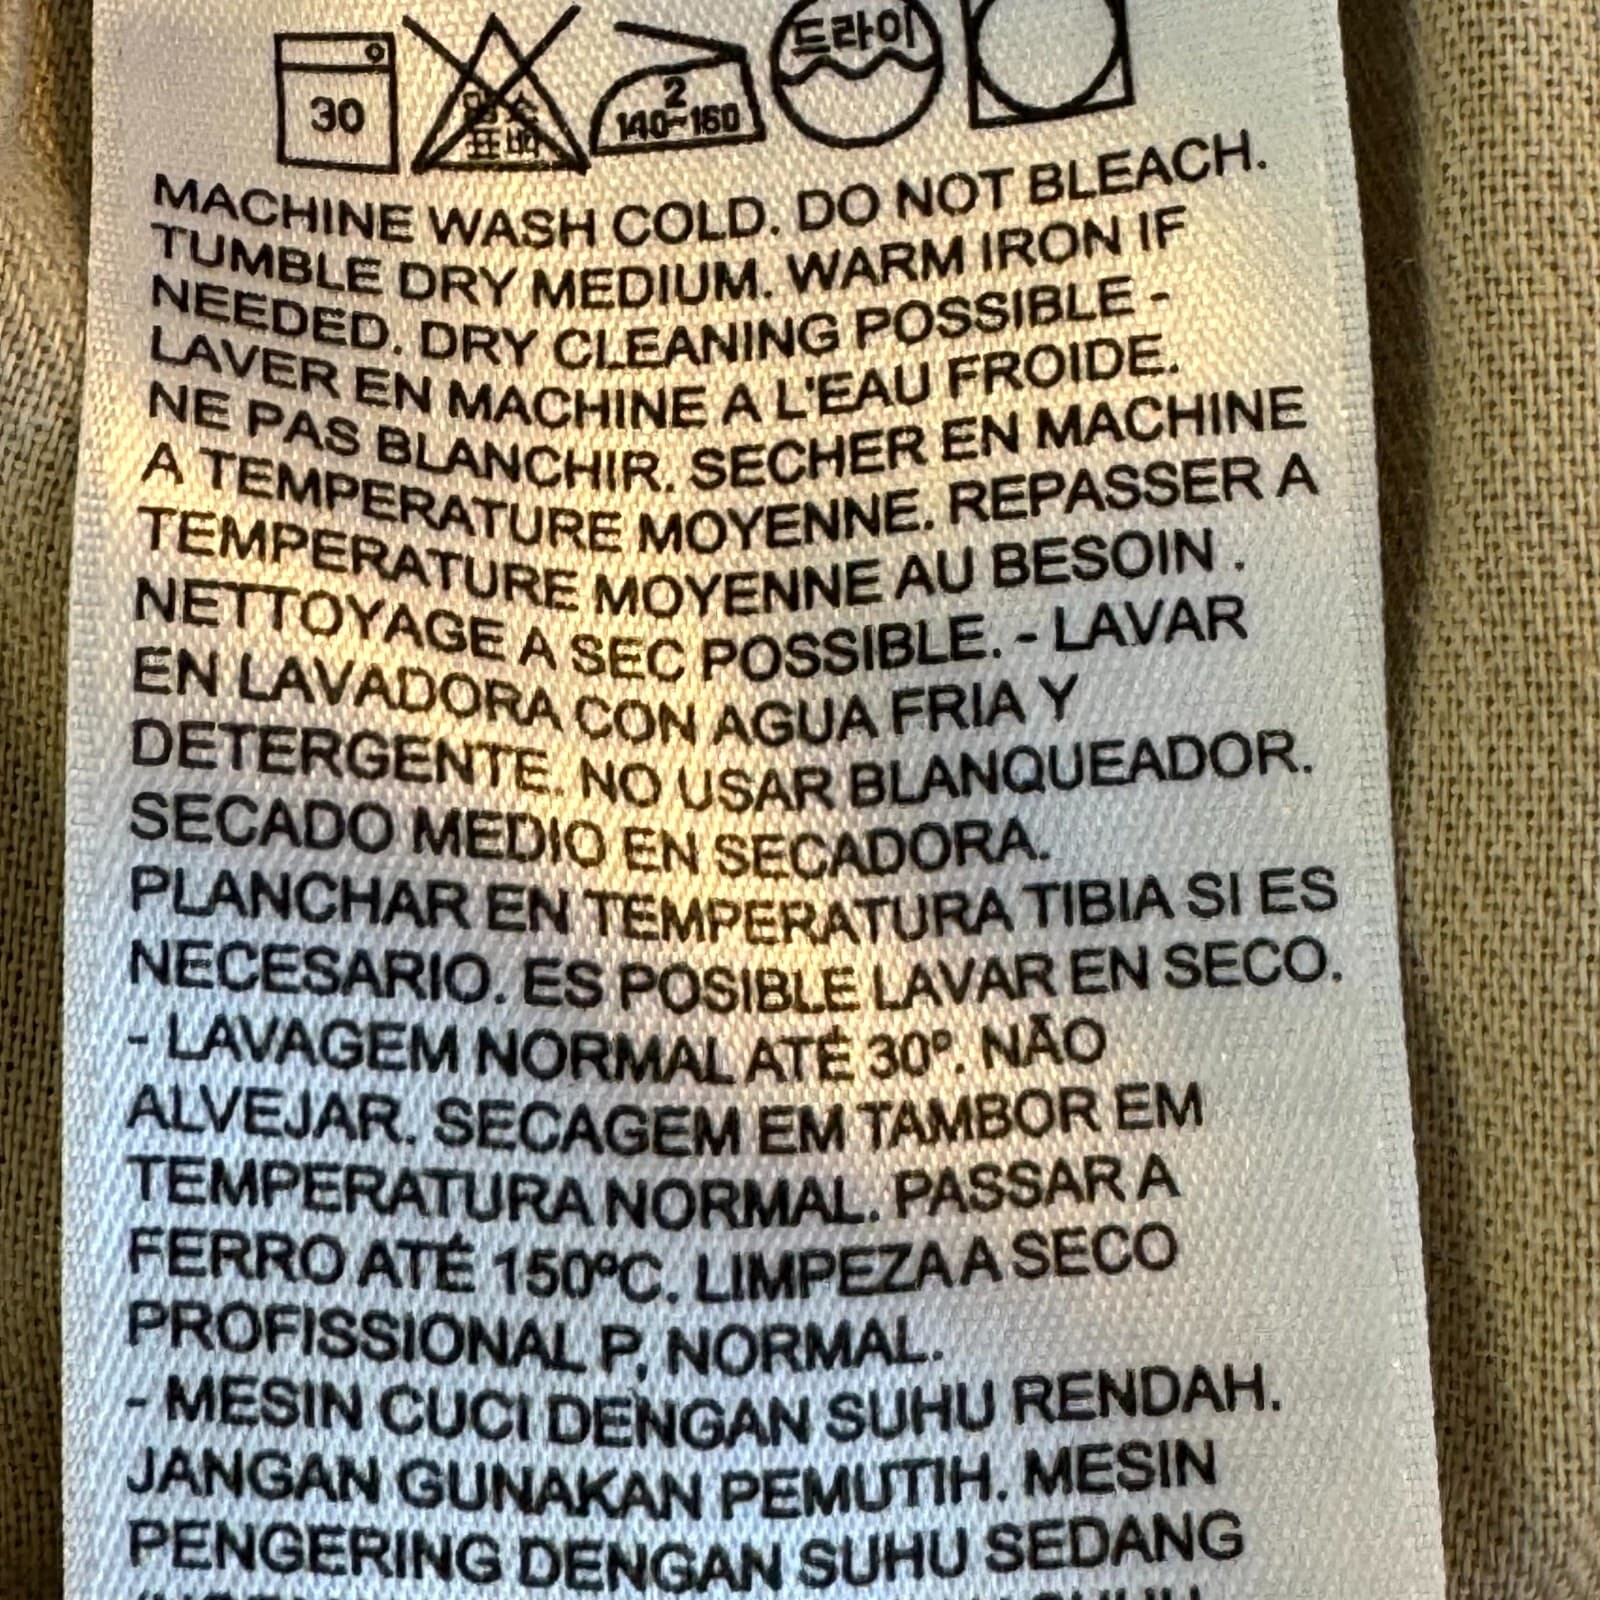 30
염소
표백
2
140~160
드라이
MACHINE WASH COLD. DO NOT BLEACH.
TUMBLE DRY MEDIUM. WARM IRON IF
NEEDED. DRY CLEANING POSSIBLE -
LAVER EN MACHINE A L'EAU FROIDE.
NE PAS BLANCHIR. SECHER EN MACHINE
A TEMPERATURE MOYENNE. REPASSER A
TEMPERATURE MOYENNE AU BESOIN .
NETTOYAGE A SEC POSSIBLE. - LAVAR
EN LAVADORA CON AGUA FRIA Y
DETERGENTE. NO USAR BLANQUEADOR.
SECADO MEDIO EN SECADORA.
PLANCHAR EN TEMPERATURA TIBIA SI ES
NECESARIO. ES POSIBLE LAVAR EN SECO.
- LAVAGEM NORMAL ATÉ 30º. NÃO
ALVEJAR. SECAGEM EM TAMBOR EM
TEMPERATURA NORMAL. PASSAR A
FERRO ATÉ 150ºC. LIMPEZA A SECO
PROFISSIONAL P, NORMAL.
- MESIN CUCI DENGAN SUHU RENDAH.
JANGAN GUNAKAN PEMUTIH. MESIN
PENGERING DENGAN SUHU SEDANG